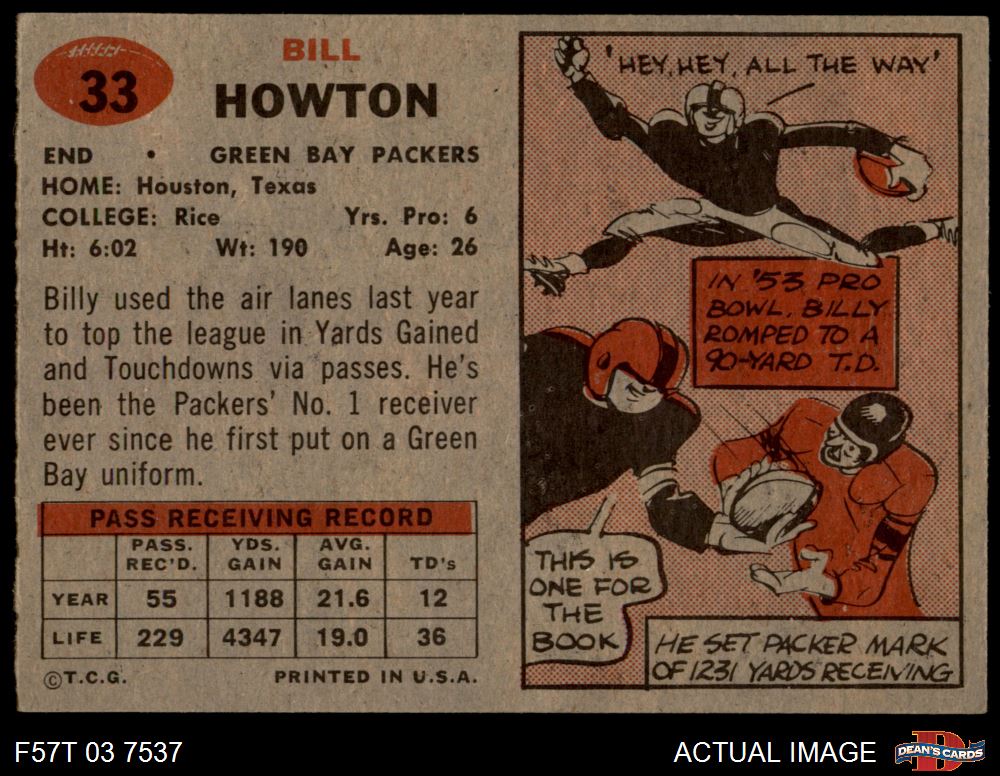 33
BILL
HOWTON
END • GREEN BAY PACKERS
HOME: Houston, Texas
COLLEGE: Rice Yrs. Pro: 6
Ht: 6:02 Wt: 190 Age: 26
Billy used the air lanes last year
to top the league in Yards Gained
and Touchdowns via passes. He's
been the Packers' No. 1 receiver
ever since he first put on a Green
Bay uniform.
PASS RECEIVING RECORD
PASS. REC'D. YDS. GAIN AVG. GAIN TD's
YEAR 55 1188 21.6 12
LIFE 229 4347 19.0 36
©T.C.G. PRINTED IN U.S.A.
'HEY, HEY, ALL THE WAY'
IN '53 PRO
BOWL, BILLY
ROMPED TO A
90-YARD T.D.
THIS IS
ONE FOR
THE
BOOK
HE SET PACKER MARK
OF 1231 YARDS RECEIVING
F57T 03 7537
ACTUAL IMAGE
D
DEAN'S CARDS